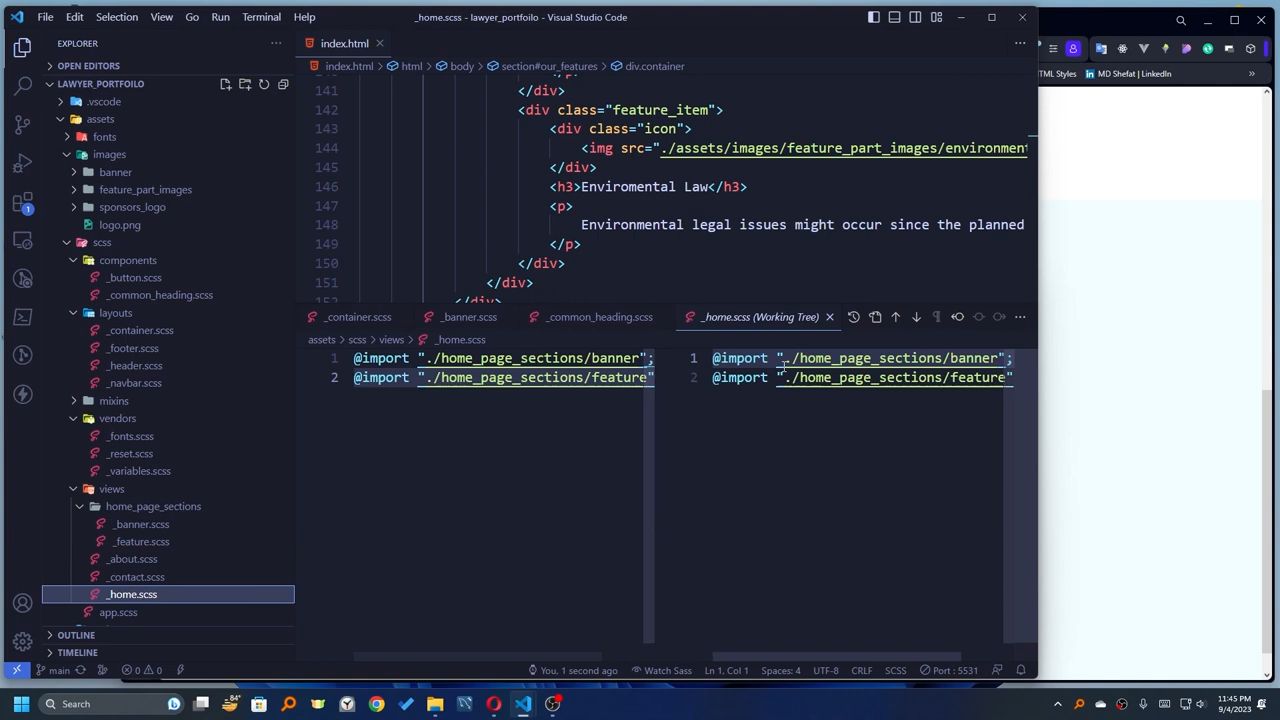 File Edit Selection View Go Run Terminal Help
_home.scss - lawyer_portfoilo - Visual Studio Code
EXPLORER
OPEN EDITORS
LAWYER_PORTFOILO
.vscode
assets
fonts
images
banner
feature_part_images
sponsors_logo
logo.png
scss
components
_button.scss
_common_heading.scss
layouts
_container.scss
_footer.scss
_header.scss
_navbar.scss
mixins
vendors
_fonts.scss
_reset.scss
_variables.scss
views
home_page_sections
_banner.scss
_feature.scss
_about.scss
_contact.scss
_home.scss
app.scss
OUTLINE
TIMELINE
index.html
index.html > html > body > section#our_features > div.container
</p>
141 </div>
142 <div class="feature_item">
143 <div class="icon">
144 <img src="./assets/images/feature_part_images/environment
145 </div>
146 <h3>Enviromental Law</h3>
147 <p>
148 Environmental legal issues might occur since the planned
149 </p>
150 </div>
151 </div>
152 </div>
_container.scss _banner.scss _common_heading.scss _home.scss (Working Tree)
assets > scss > views > _home.scss
1 @import "./home_page_sections/banner";
2 @import "./home_page_sections/feature"
1 @import "./home_page_sections/banner";
2 @import "./home_page_sections/feature"
main 0 0 You, 1 second ago Watch Sass Ln 1, Col 1 Spaces: 4 UTF-8 CRLF SCSS Port : 5531
HTML Styles MD Shefat | LinkedIn
1
Search
84°
11:45 PM
9/4/2023